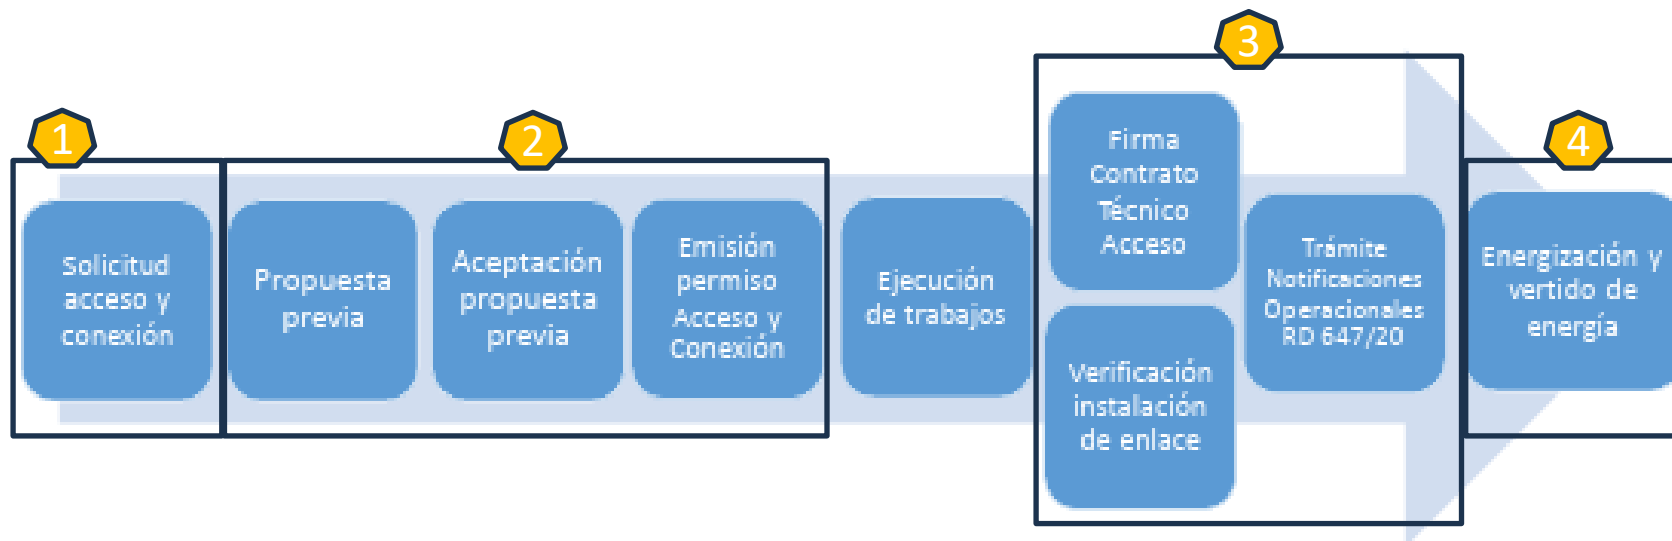 1
Solicitud
acceso y
conexión
2
Propuesta
previa
Aceptación
propuesta
previa
Emisión
permiso
Acceso y
Conexión
Ejecución
de trabajos
3
Firma
Contrato
Técnico
Acceso
Verificación
instalación
de enlace
Trámite
Notificaciones
Operacionales
RD 647/20
4
Energización y
vertido de
energía